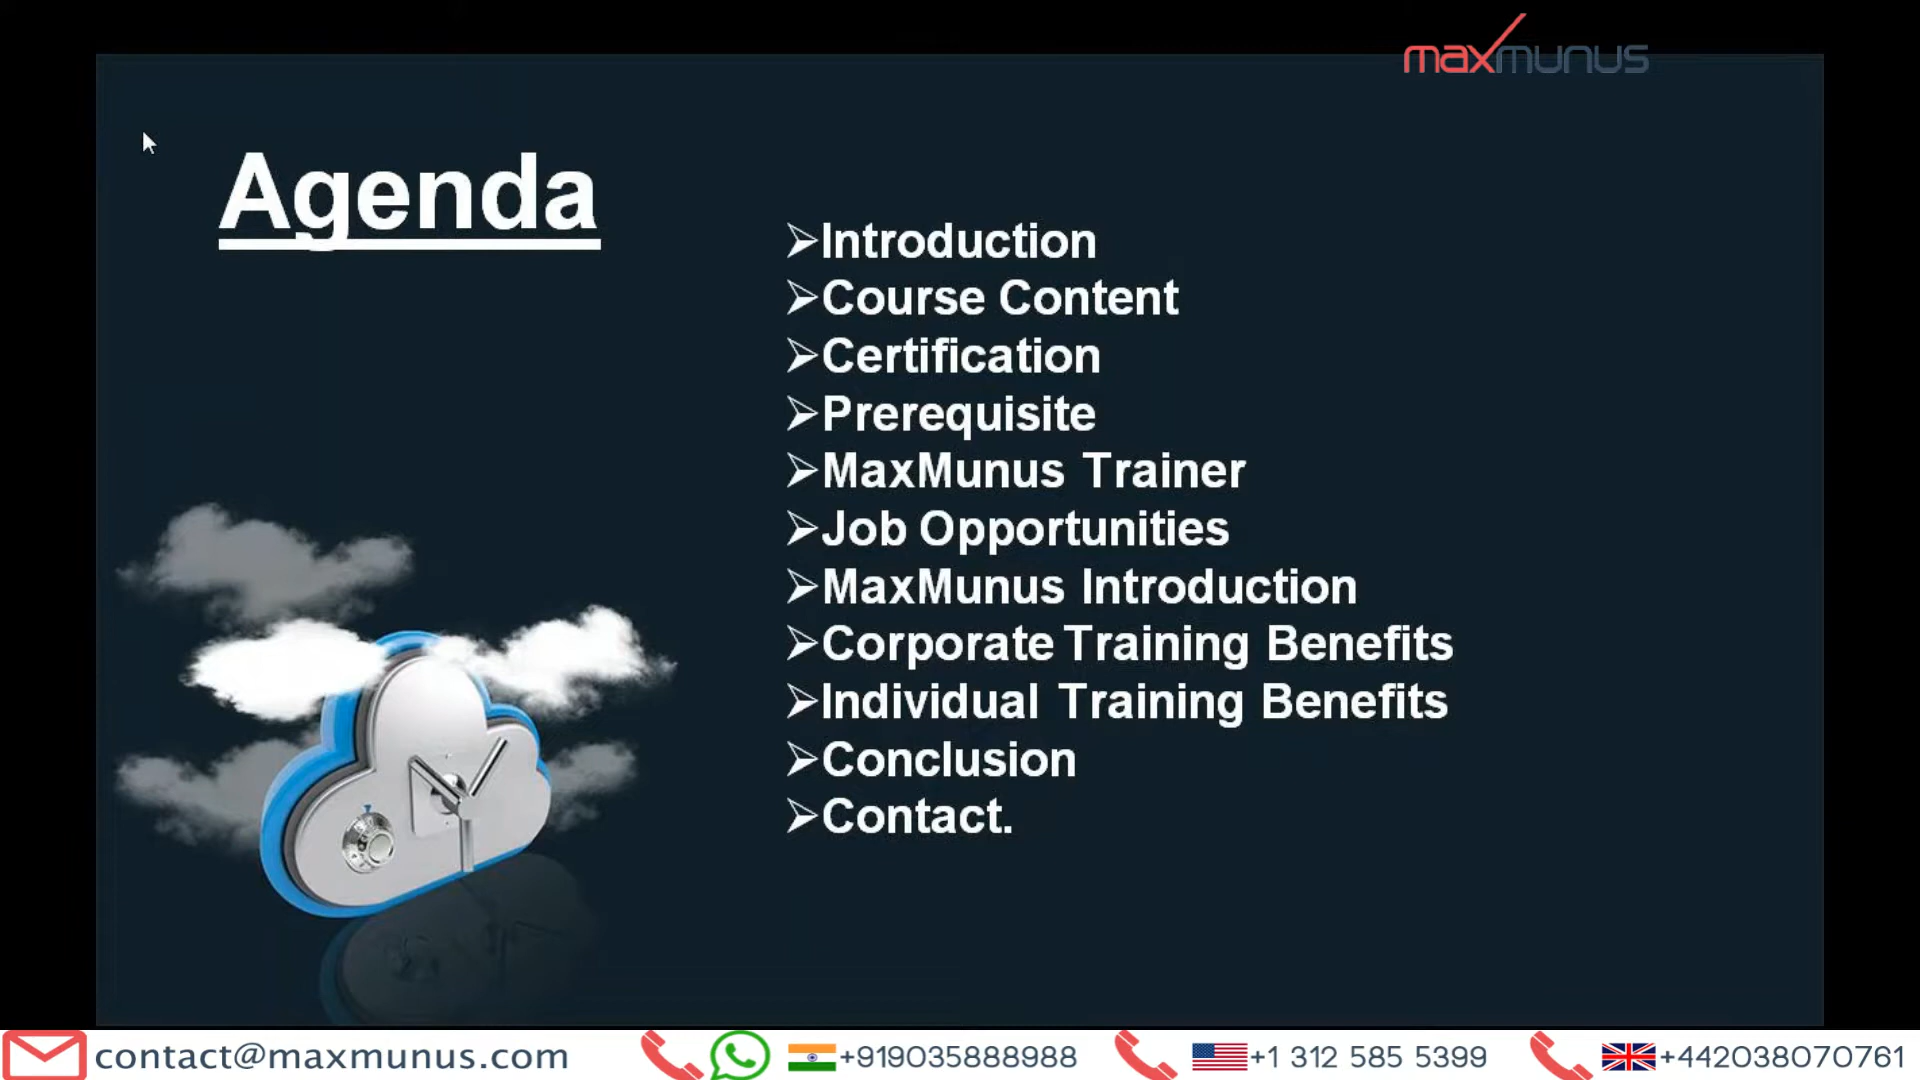 maxmunus
Agenda
➢Introduction
➢Course Content
➢Certification
➢Prerequisite
➢MaxMunus Trainer
➢Job Opportunities
➢MaxMunus Introduction
➢Corporate Training Benefits
➢Individual Training Benefits
➢Conclusion
➢Contact.
contact@maxmunus.com +919035888988 +1 312 585 5399 +442038070761